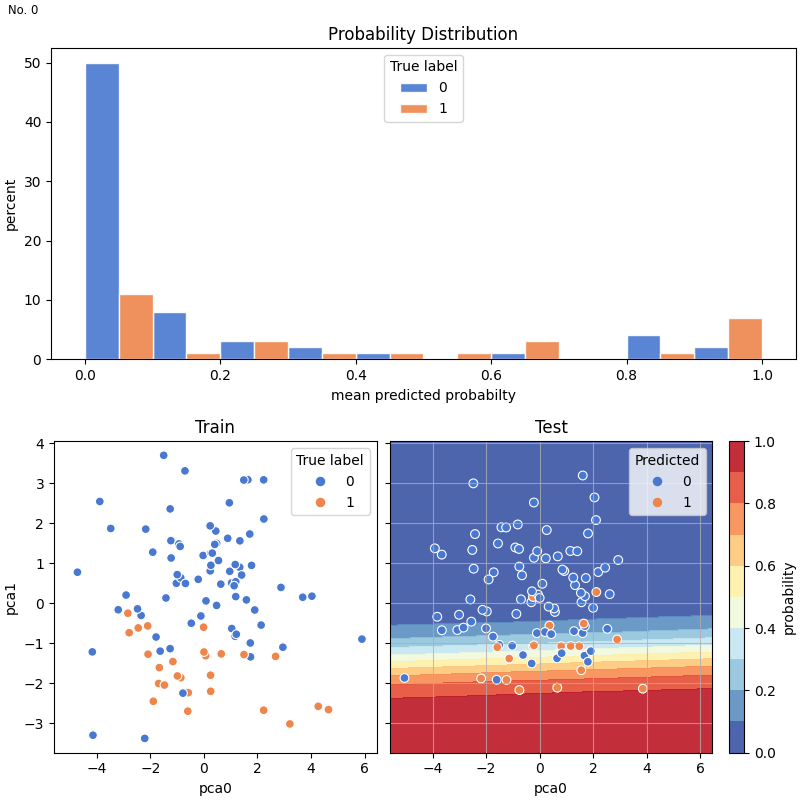 No. 0
Probability Distribution
percent
50
40
30
20
10
0
True label
0
1
0.0 0.2 0.4 0.6 0.8 1.0
mean predicted probabilty
Train
pca1
4
3
2
1
0
−1
−2
−3
True label
0
1
−4 −2 0 2 4 6
pca0
Test
Predicted
0
1
−4 −2 0 2 4 6
pca0
1.0
0.8
0.6
0.4
0.2
0.0
probability